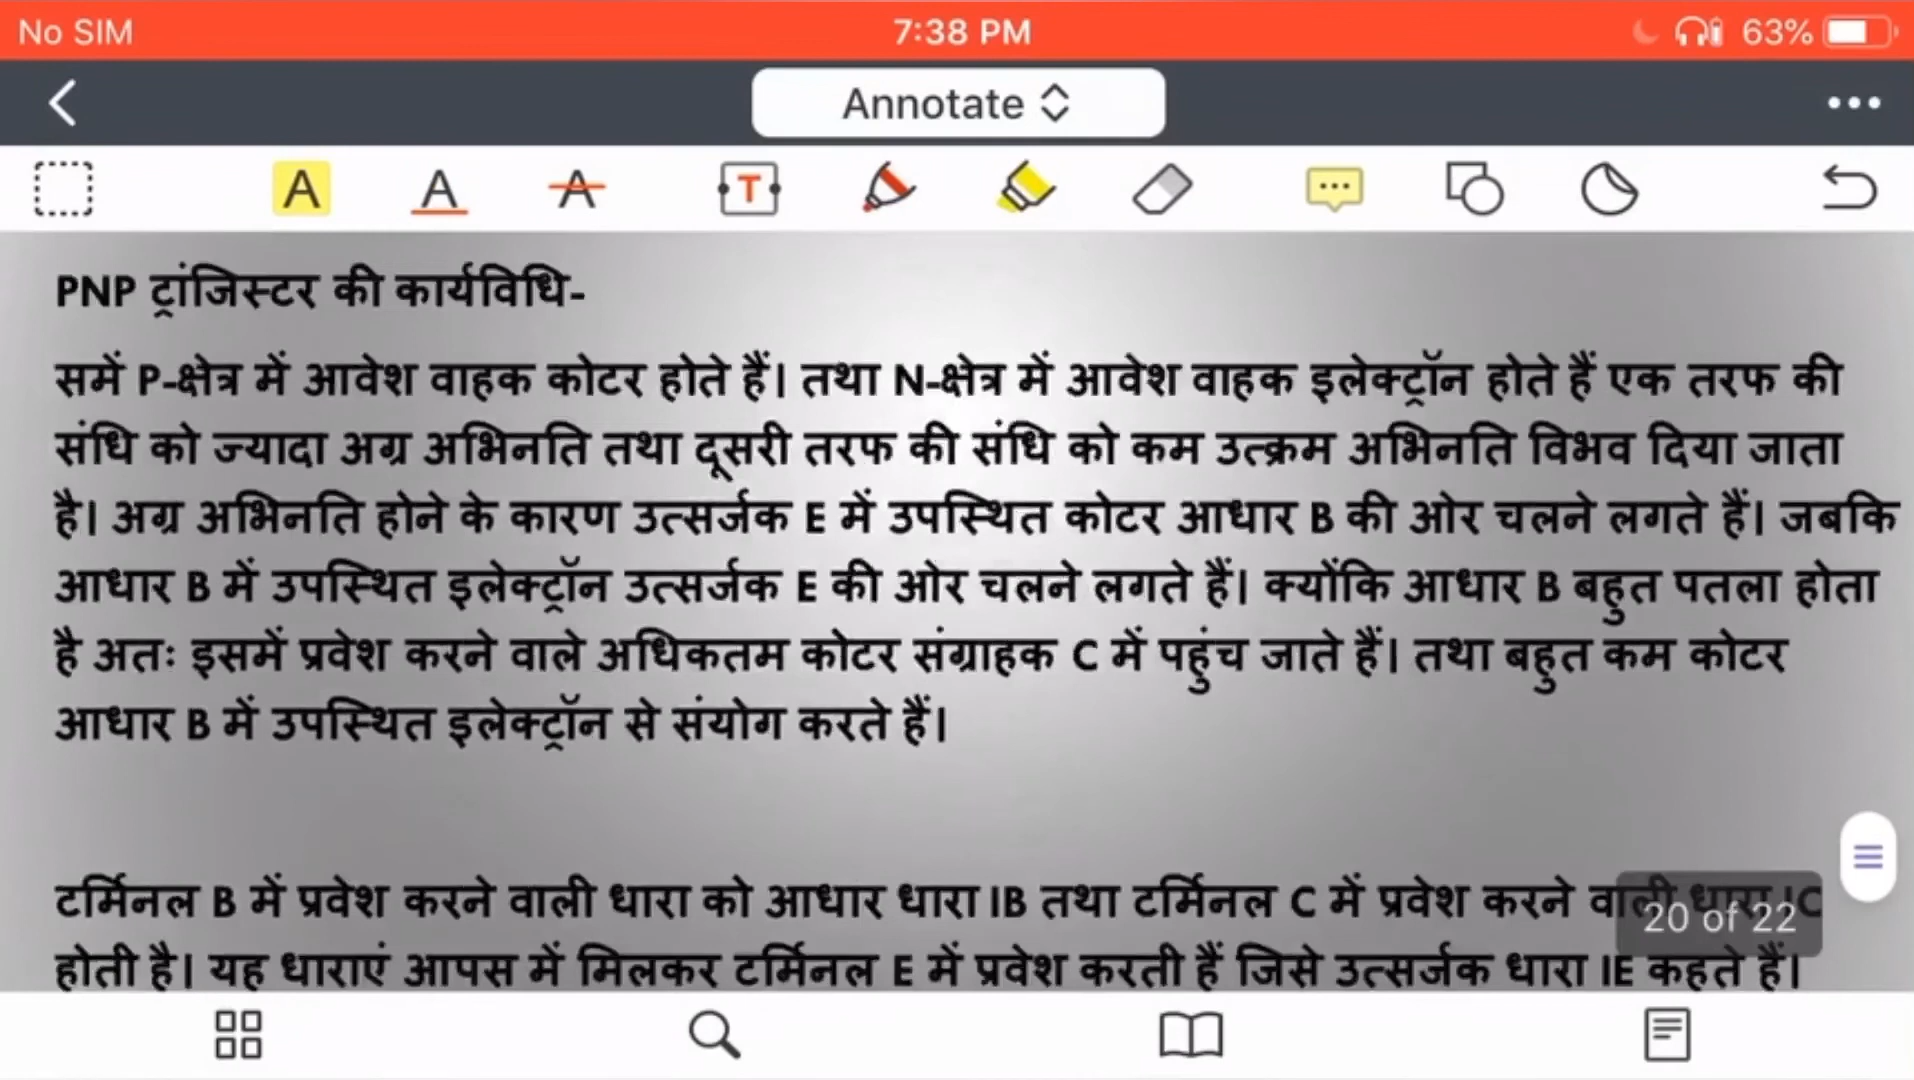 No SIM 7:38 PM 63%
Annotate
A A A T
PNP ट्रांजिस्टर की कार्यविधि-
समें P-क्षेत्र में आवेश वाहक कोटर होते हैं। तथा N-क्षेत्र में आवेश वाहक इलेक्ट्रॉन होते हैं एक तरफ की
संधि को ज्यादा अग्र अभिनति तथा दूसरी तरफ की संधि को कम उत्क्रम अभिनति विभव दिया जाता
है। अग्र अभिनति होने के कारण उत्सर्जक E में उपस्थित कोटर आधार B की ओर चलने लगते हैं। जबकि
आधार B में उपस्थित इलेक्ट्रॉन उत्सर्जक E की ओर चलने लगते हैं। क्योंकि आधार B बहुत पतला होता
है अतः इसमें प्रवेश करने वाले अधिकतम कोटर संग्राहक C में पहुंच जाते हैं। तथा बहुत कम कोटर
आधार B में उपस्थित इलेक्ट्रॉन से संयोग करते हैं।
टर्मिनल B में प्रवेश करने वाली धारा को आधार धारा IB तथा टर्मिनल C में प्रवेश करने वाली धारा IC
20 of 22
होती है। यह धाराएं आपस में मिलकर टर्मिनल E में प्रवेश करती हैं जिसे उत्सर्जक धारा IE कहते हैं।